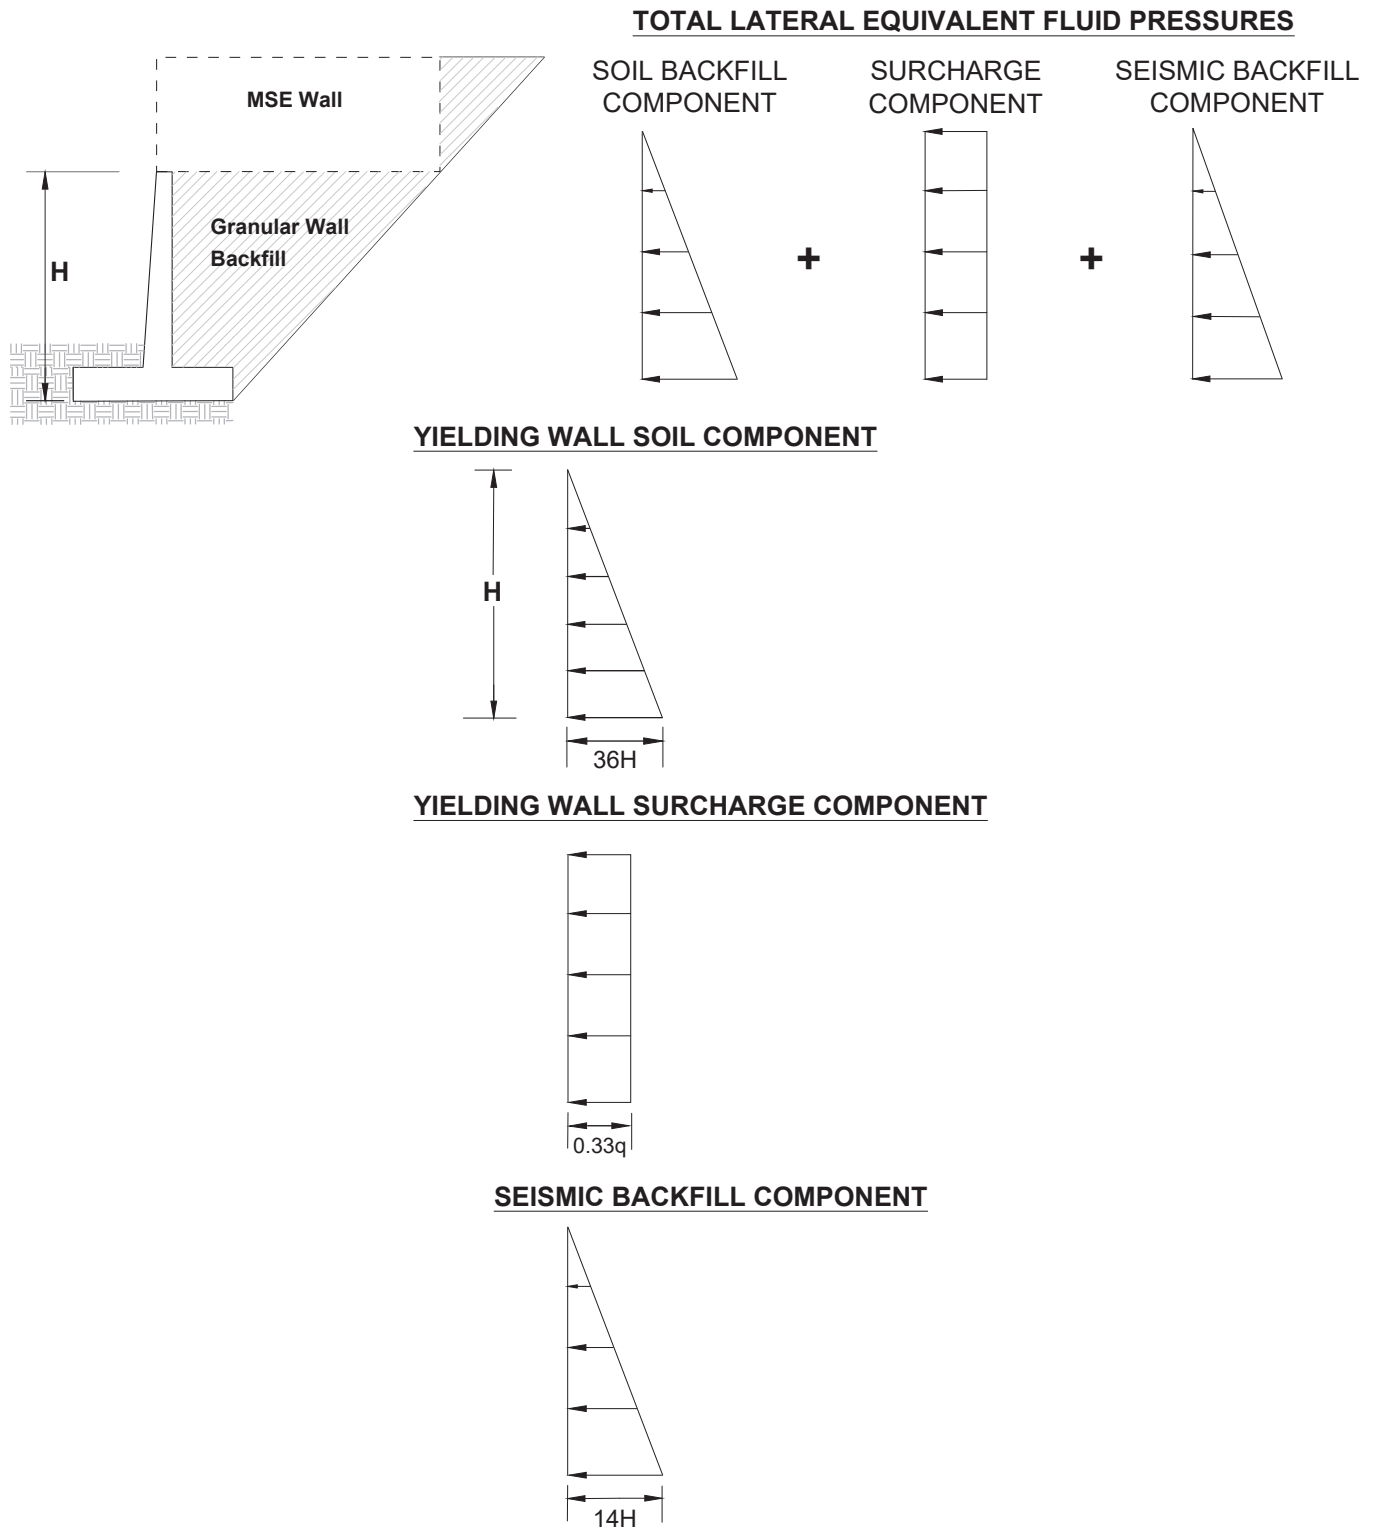 TOTAL LATERAL EQUIVALENT FLUID PRESSURES
SOIL BACKFILL
COMPONENT
SURCHARGE
COMPONENT
SEISMIC BACKFILL
COMPONENT
MSE Wall
Granular Wall
Backfill
H
+
+
YIELDING WALL SOIL COMPONENT
H
36H
YIELDING WALL SURCHARGE COMPONENT
0.33q
SEISMIC BACKFILL COMPONENT
14H